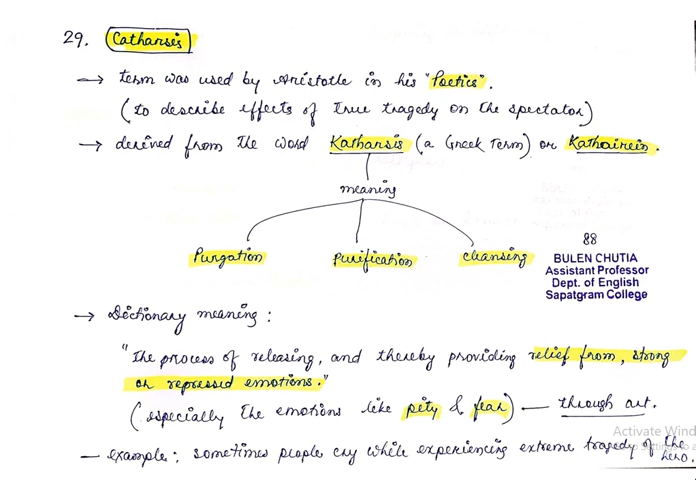 29. Catharsis
→ term was used by Aristotle in his "Poetics".
(to describe effects of true tragedy on the spectator)
→ derived from the word Katharsis (a Greek Term) or Kathairein.
meaning
Purgation Purification cleansing
88
BULEN CHUTIA
Assistant Professor
Dept. of English
Sapatgram College
→ Dictionary meaning:
"The process of releasing, and thereby providing relief from, strong
or repressed emotions."
(especially the emotions like pity & fear) — through art.
Activate Wind
– example: sometimes people cry while experiencing extreme tragedy of the
hero.